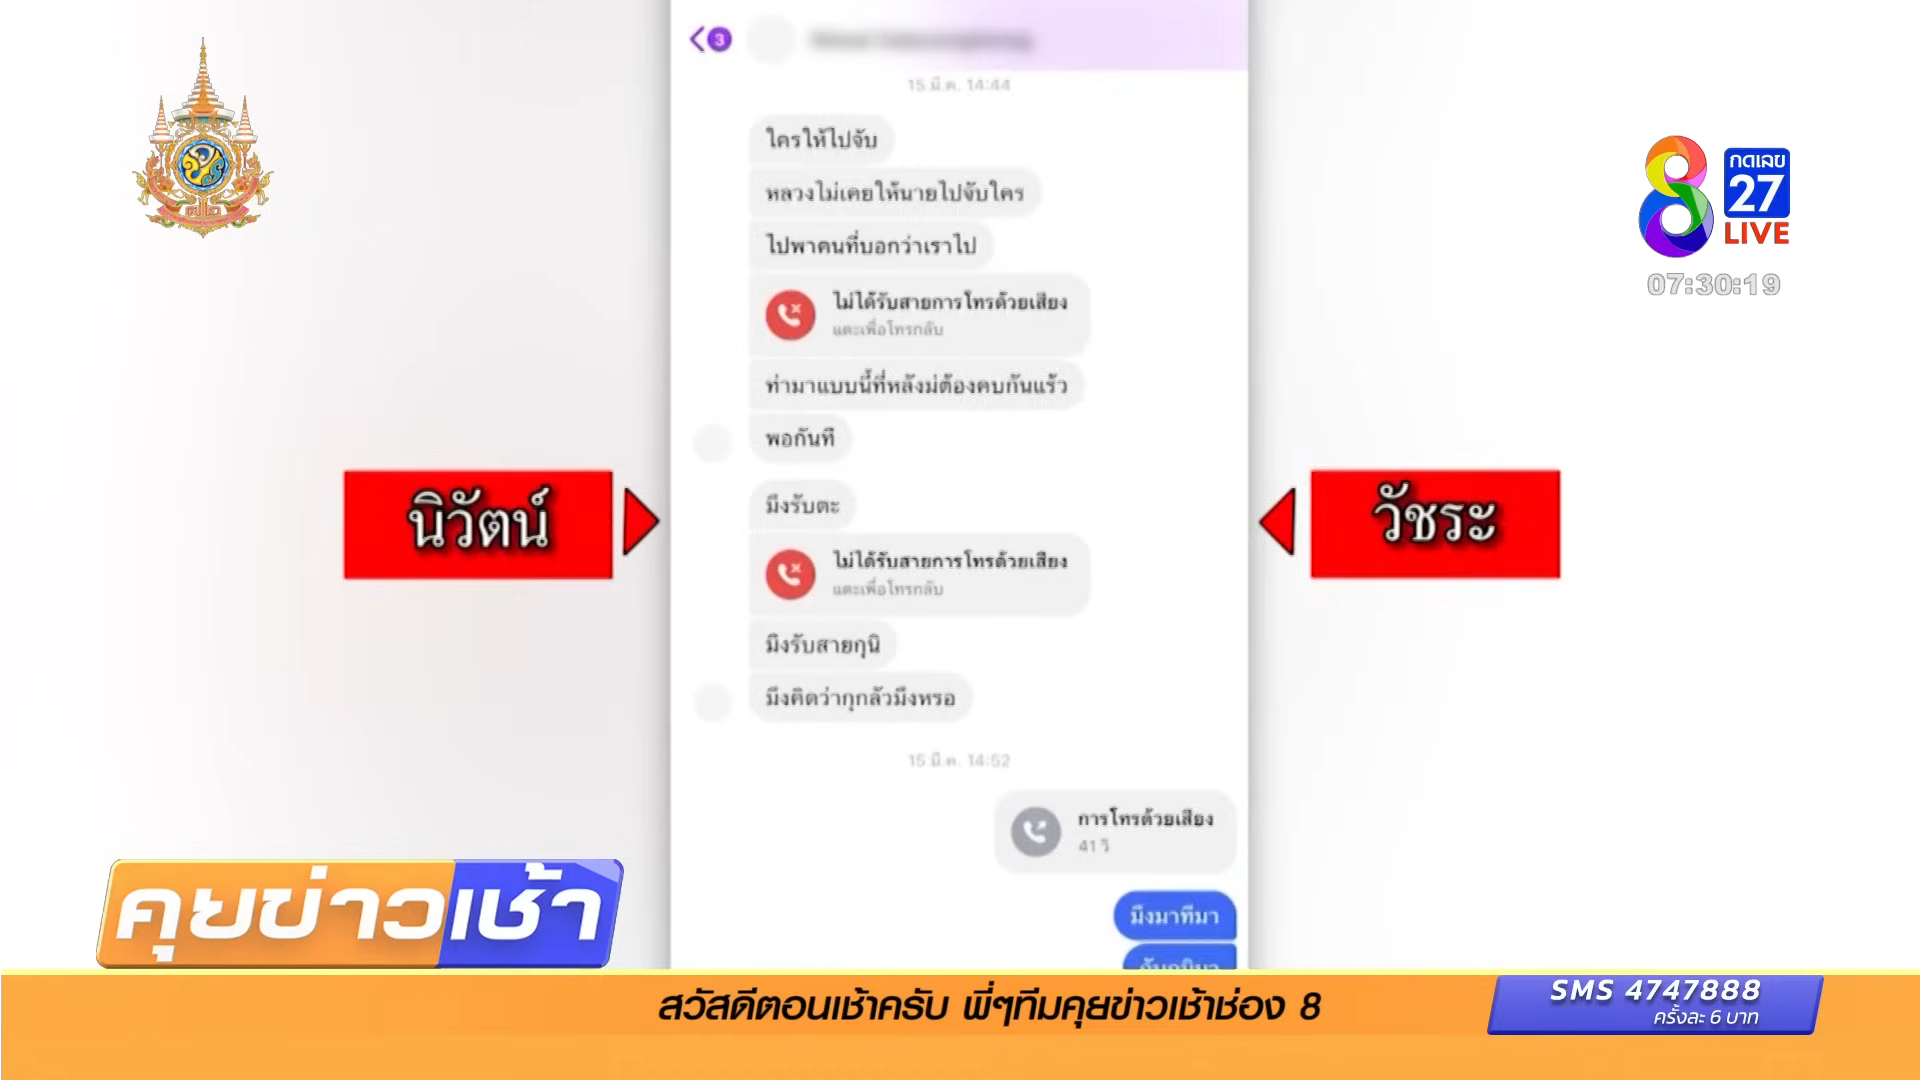 3
15 มี.ค. 14:44
ใครให้ไปจับ
หลวงไม่เคยให้นายไปจับใคร
ไปพาคนที่บอกว่าเราไป
ไม่ได้รับสายการโทรด้วยเสียง
แตะเพื่อโทรกลับ
ท่ามาแบบนี้ที่หลังม่ต้องคบกันแร้ว
พอกันที
มึงรับตะ
ไม่ได้รับสายการโทรด้วยเสียง
แตะเพื่อโทรกลับ
มึงรับสายกุนิ
มึงคิดว่ากุกลัวมึงหรอ
15 มี.ค. 14:52
การโทรด้วยเสียง
41 วิ
มึงมาทีมา
นิวัตน์
วัชระ
๗๒
8
กดเลข
27
LIVE
07:30:19
คุยข่าวเช้า
สวัสดีตอนเช้าครับ พี่ๆทีมคุยข่าวเช้าช่อง 8
SMS 4747888
ครั้งละ 6 บาท